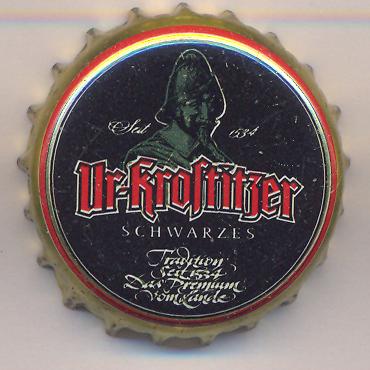 Seit 1534
Ur-Krostitzer
SCHWARZES
Tradition
Seit 1534
Das Premium
vom Lande